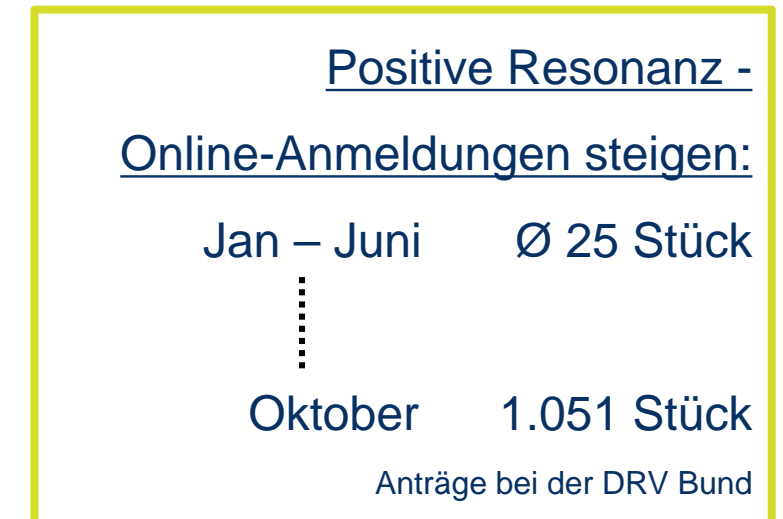 Positive Resonanz -
Online-Anmeldungen steigen:
Jan – Juni Ø 25 Stück
Oktober 1.051 Stück
Anträge bei der DRV Bund